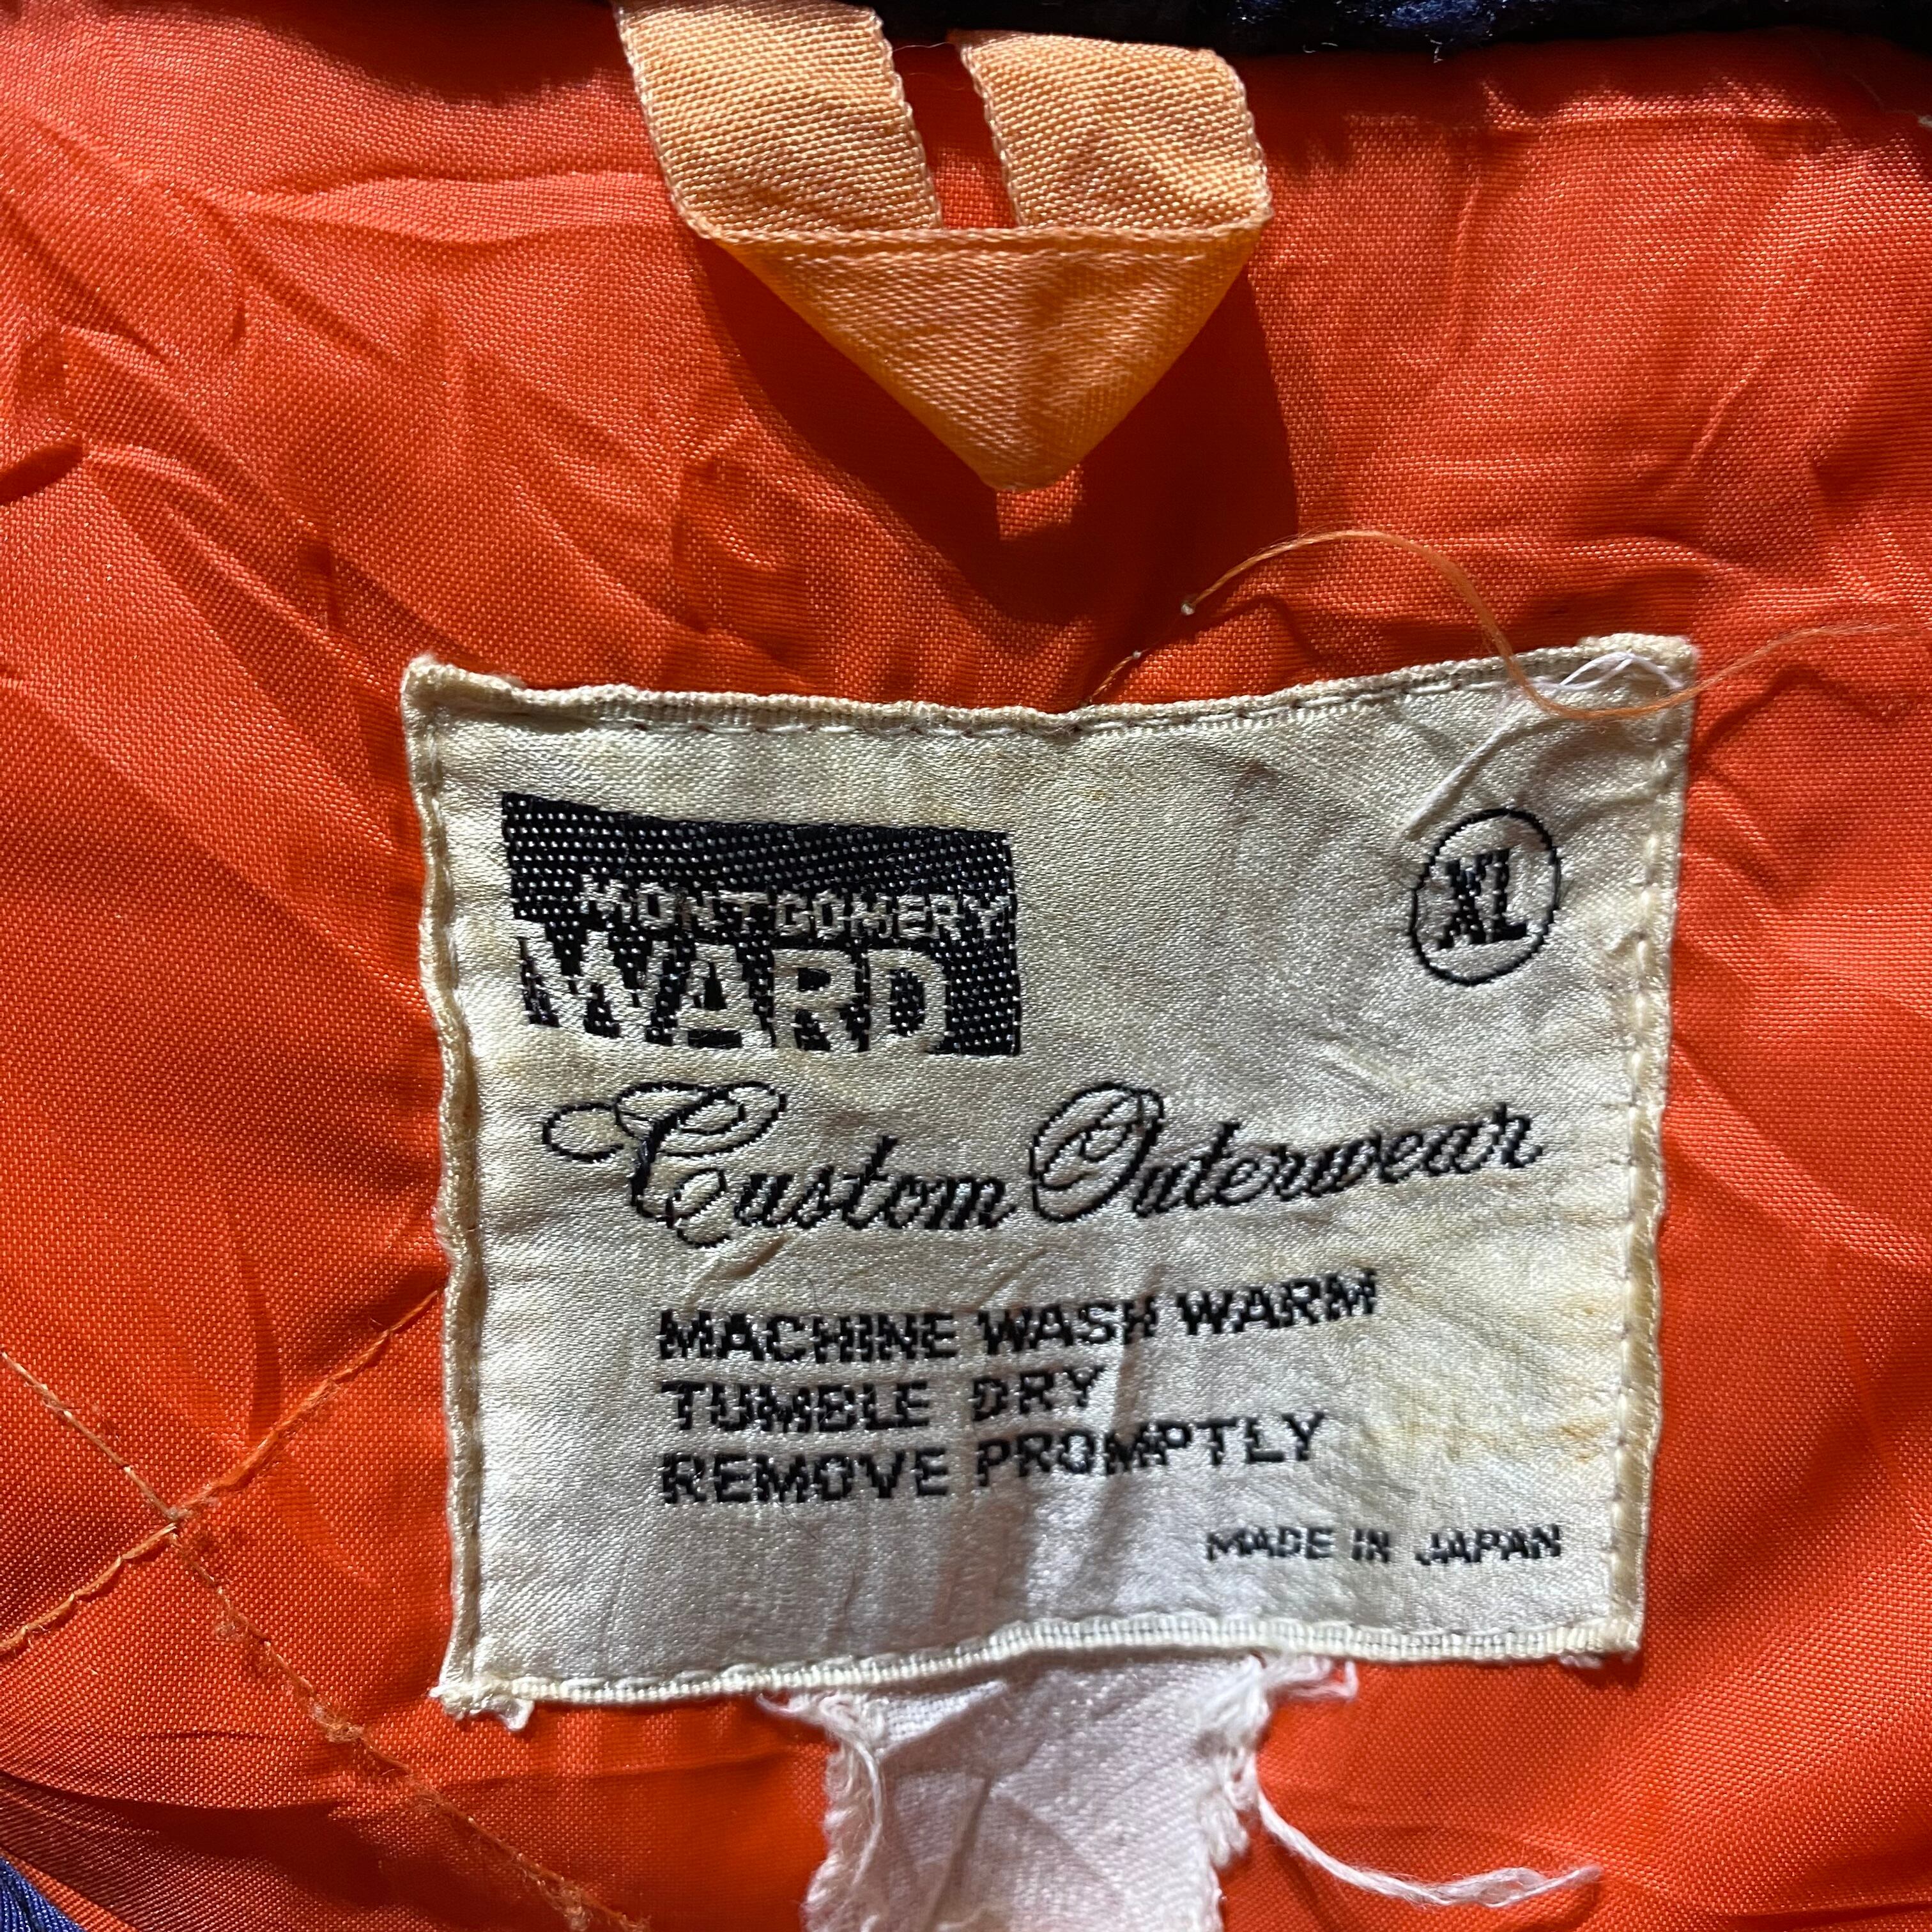 MONTGOMERY
WARD
XL
Custom Outerwear
MACHINE WASH WARM
TUMBLE DRY
REMOVE PROMPTLY
MADE IN JAPAN